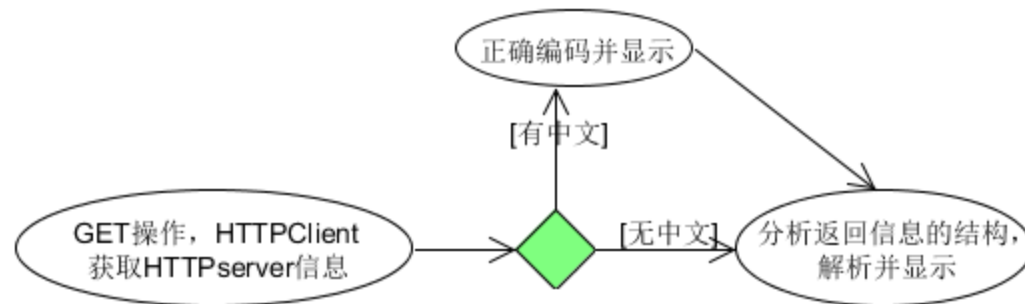 正确编码并显示
[有中文]
GET操作，HTTPClient
获取HTTPserver信息
[无中文]
分析返回信息的结构，
解析并显示